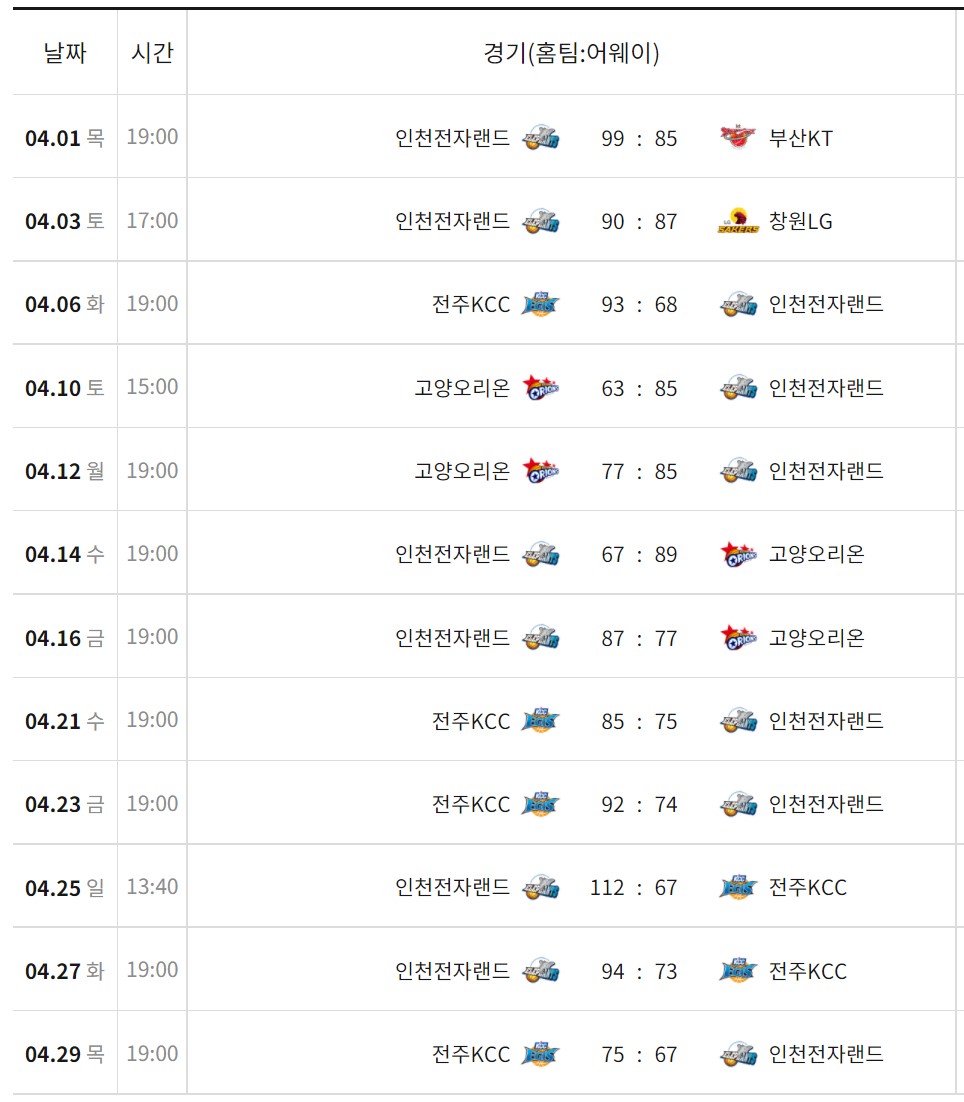 날짜 시간 경기(홈팀:어웨이)
04.01 목 19:00 인천전자랜드 99 : 85 부산KT
04.03 토 17:00 인천전자랜드 90 : 87 창원LG
04.06 화 19:00 전주KCC 93 : 68 인천전자랜드
04.10 토 15:00 고양오리온 63 : 85 인천전자랜드
04.12 월 19:00 고양오리온 77 : 85 인천전자랜드
04.14 수 19:00 인천전자랜드 67 : 89 고양오리온
04.16 금 19:00 인천전자랜드 87 : 77 고양오리온
04.21 수 19:00 전주KCC 85 : 75 인천전자랜드
04.23 금 19:00 전주KCC 92 : 74 인천전자랜드
04.25 일 13:40 인천전자랜드 112 : 67 전주KCC
04.27 화 19:00 인천전자랜드 94 : 73 전주KCC
04.29 목 19:00 전주KCC 75 : 67 인천전자랜드